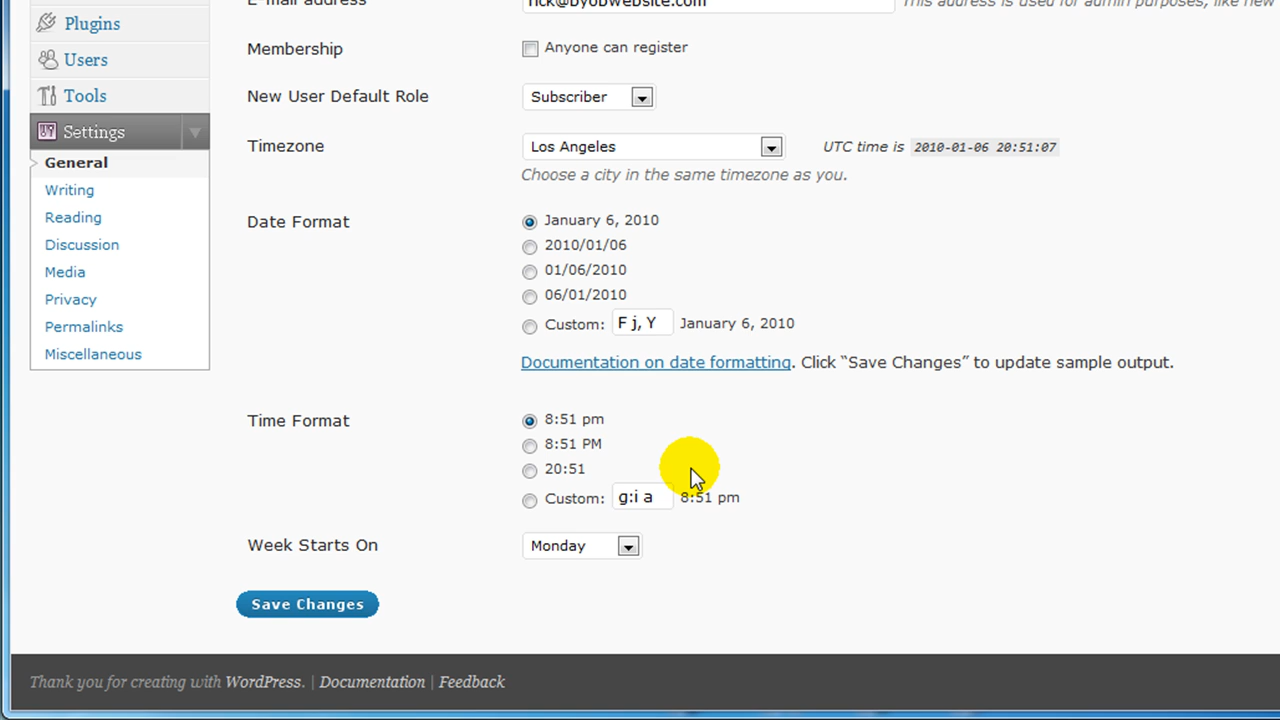 Plugins
Users
Tools
Settings
General
Writing
Reading
Discussion
Media
Privacy
Permalinks
Miscellaneous
E-mail address
rick@byobwebsite.com This address is used for admin purposes, like new
Membership
Anyone can register
New User Default Role
Subscriber
Timezone
Los Angeles
UTC time is 2010-01-06 20:51:07
Choose a city in the same timezone as you.
Date Format
January 6, 2010
2010/01/06
01/06/2010
06/01/2010
Custom: F j, Y January 6, 2010
Documentation on date formatting. Click “Save Changes” to update sample output.
Time Format
8:51 pm
8:51 PM
20:51
Custom: g:i a 8:51 pm
Week Starts On
Monday
Save Changes
Thank you for creating with WordPress. | Documentation | Feedback